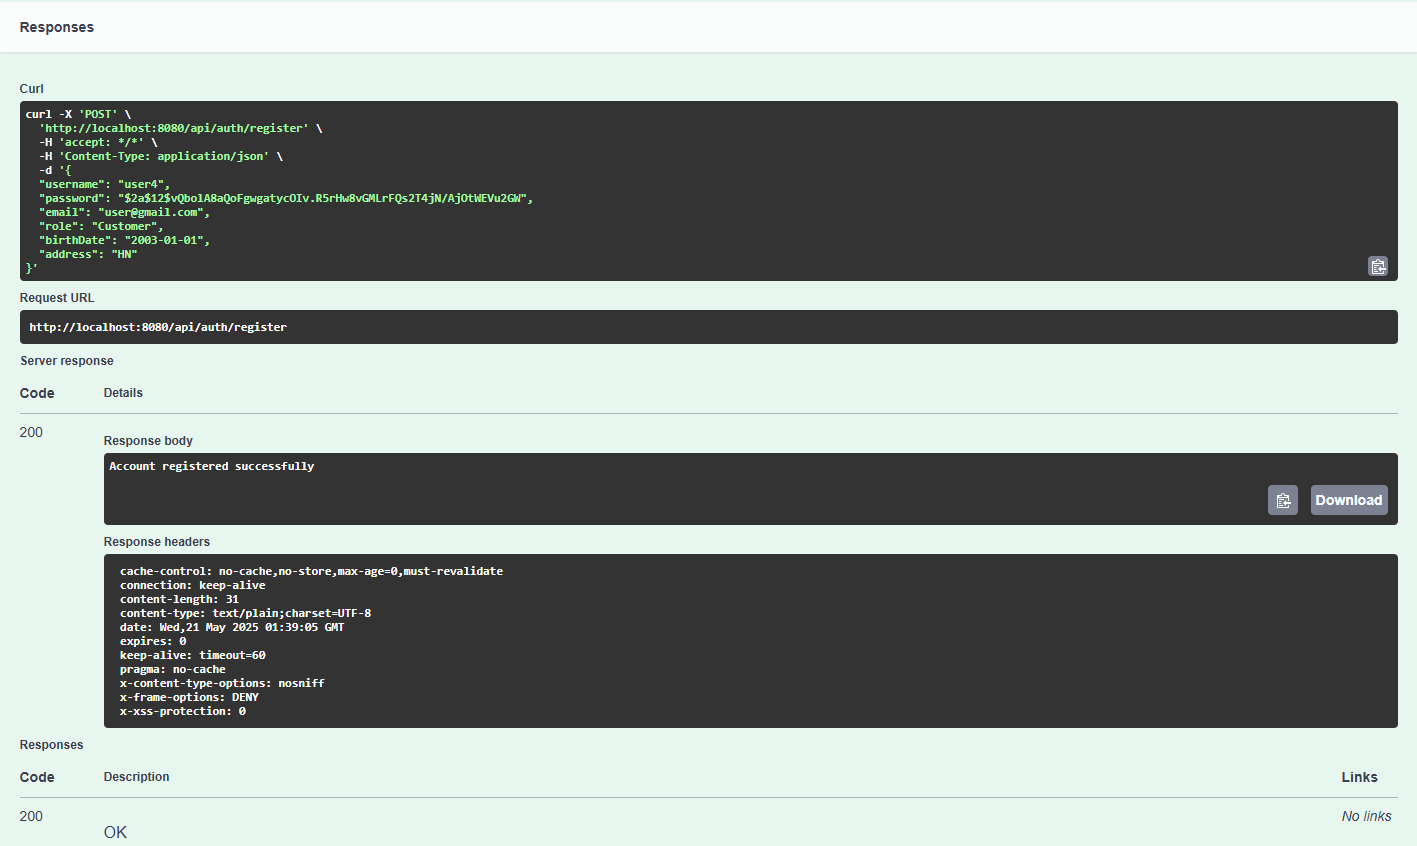 Responses
Curl
curl -X 'POST' \
'http://localhost:8080/api/auth/register' \
-H 'accept: */*' \
-H 'Content-Type: application/json' \
-d '{
"username": "user4",
"password": "$2a$12$vQbolA8aQoFgwgatycOIv.R5rHw8vGMLrFQs2T4jN/AjOtWEVu2GW",
"email": "user@gmail.com",
"role": "Customer",
"birthDate": "2003-01-01",
"address": "HN"
}'
Request URL
http://localhost:8080/api/auth/register
Server response
Code Details
200
Response body
Account registered successfully
Download
Response headers
cache-control: no-cache,no-store,max-age=0,must-revalidate
connection: keep-alive
content-length: 31
content-type: text/plain;charset=UTF-8
date: Wed,21 May 2025 01:39:05 GMT
expires: 0
keep-alive: timeout=60
pragma: no-cache
x-content-type-options: nosniff
x-frame-options: DENY
x-xss-protection: 0
Responses
Code Description Links
200 No links
OK